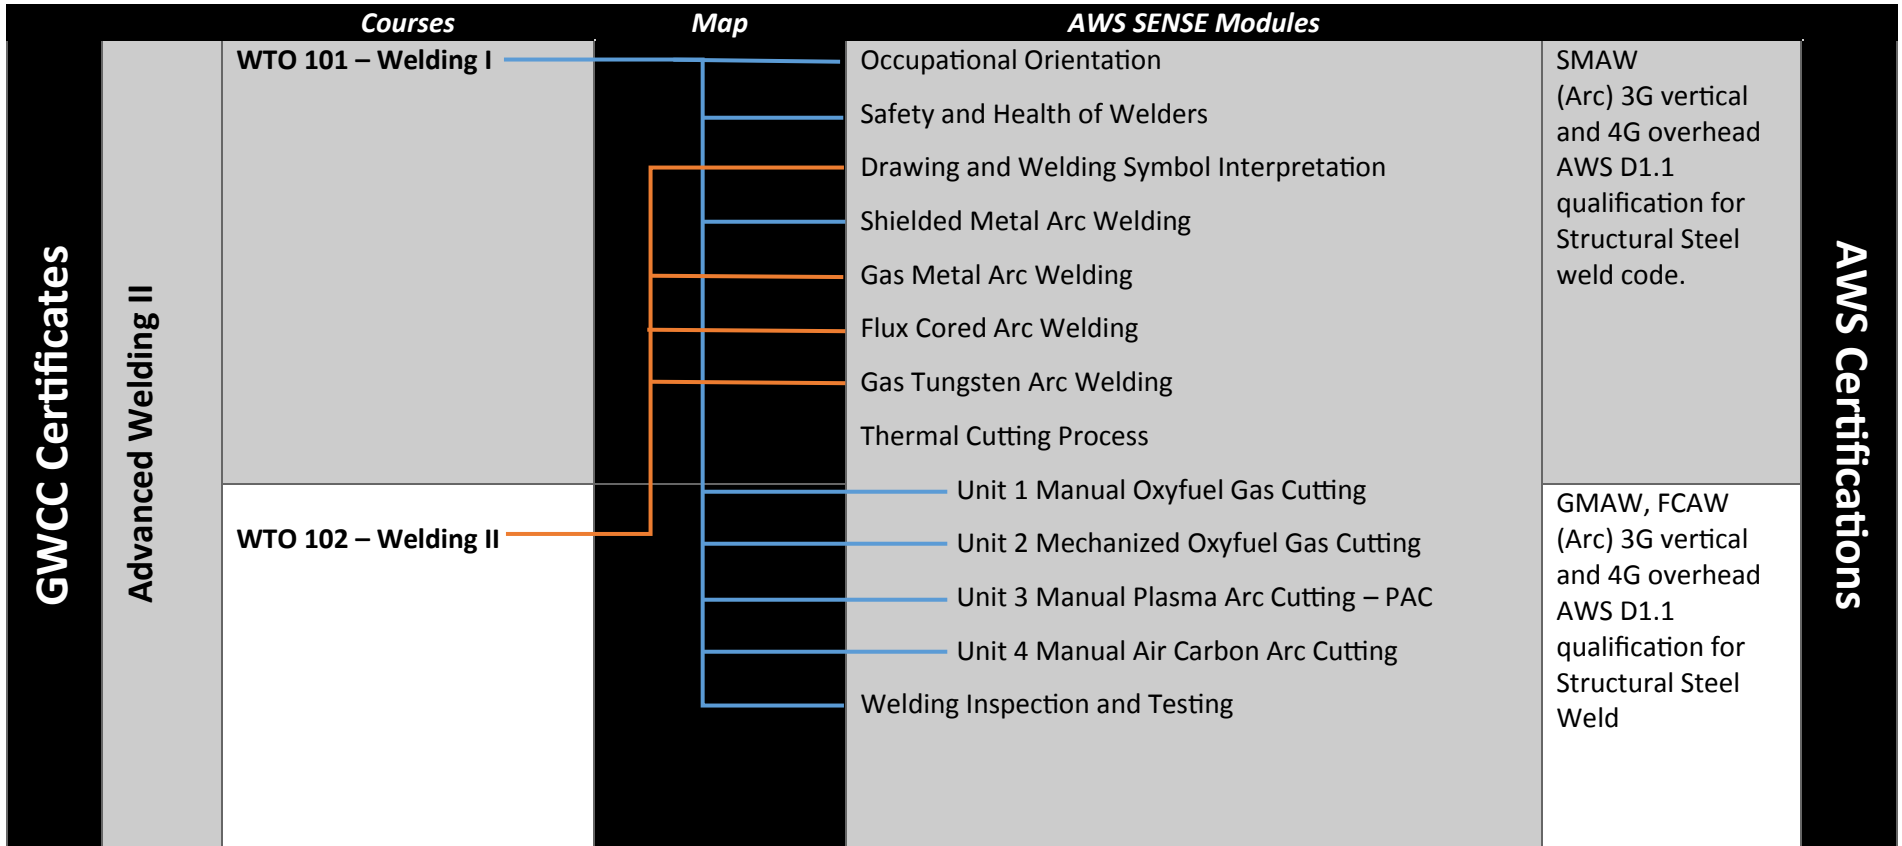 Courses Map AWS SENSE Modules
GWCC Certificates
Advanced Welding II
WTO 101 – Welding I
WTO 102 – Welding II
Occupational Orientation
Safety and Health of Welders
Drawing and Welding Symbol Interpretation
Shielded Metal Arc Welding
Gas Metal Arc Welding
Flux Cored Arc Welding
Gas Tungsten Arc Welding
Thermal Cutting Process
Unit 1 Manual Oxyfuel Gas Cutting
Unit 2 Mechanized Oxyfuel Gas Cutting
Unit 3 Manual Plasma Arc Cutting – PAC
Unit 4 Manual Air Carbon Arc Cutting
Welding Inspection and Testing
SMAW
(Arc) 3G vertical
and 4G overhead
AWS D1.1
qualification for
Structural Steel
weld code.
GMAW, FCAW
(Arc) 3G vertical
and 4G overhead
AWS D1.1
qualification for
Structural Steel
Weld
AWS Certifications